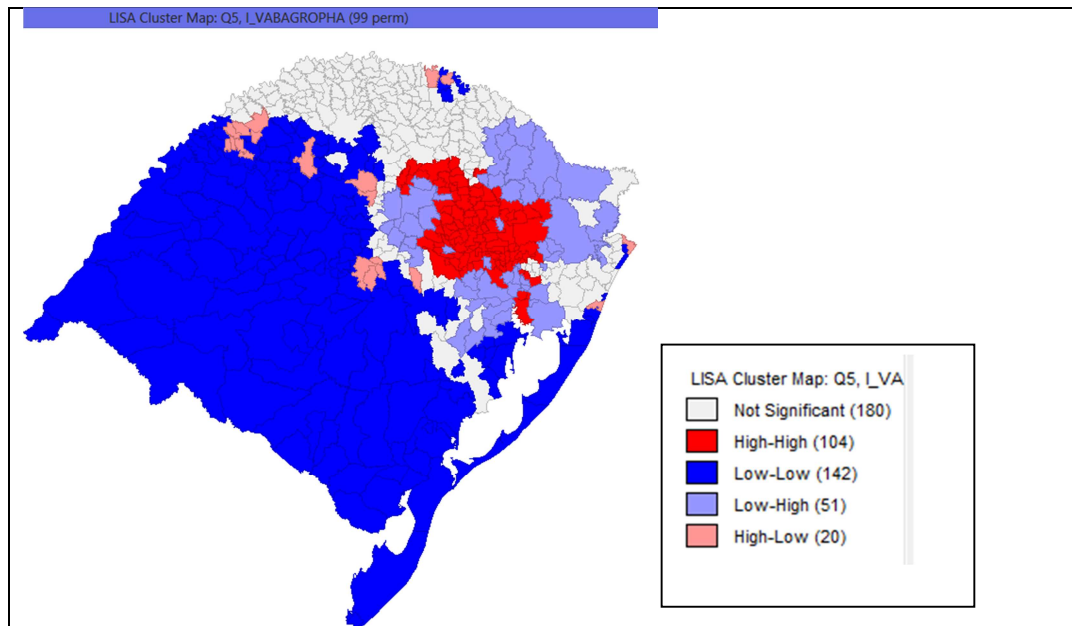 LISA Cluster Map: Q5, I_VABAGROPHA (99 perm)
LISA Cluster Map: Q5, I_VA
Not Significant (180)
High-High (104)
Low-Low (142)
Low-High (51)
High-Low (20)